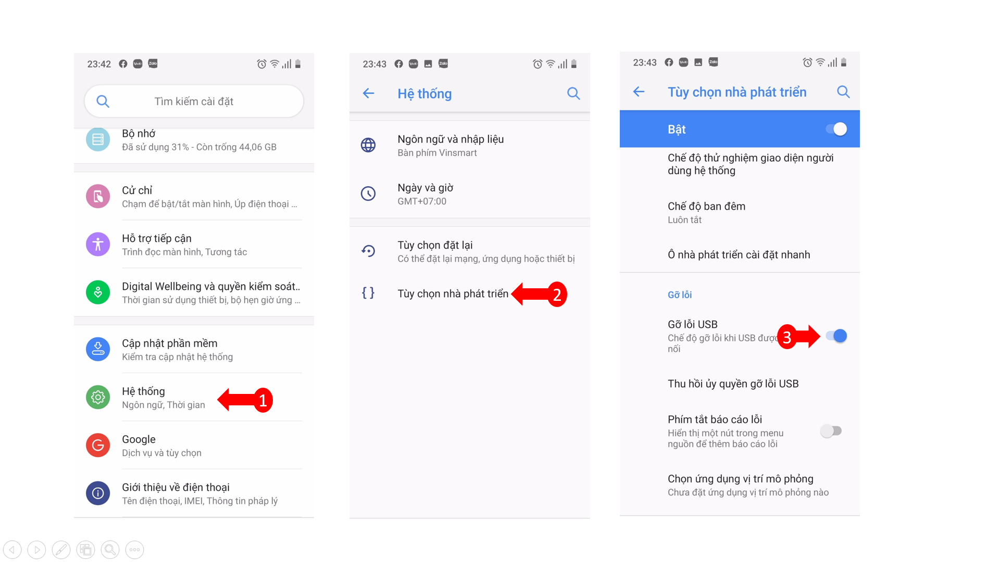 23:42
Zalo
Tìm kiếm cài đặt
Bộ nhớ
Đã sử dụng 31% - Còn trống 44,06 GB
Cử chỉ
Chạm để bật/tắt màn hình, Úp điện thoại ...
Hỗ trợ tiếp cận
Trình đọc màn hình, Tương tác
Digital Wellbeing và quyền kiểm soát..
Thời gian sử dụng thiết bị, bộ hẹn giờ ứng ...
Cập nhật phần mềm
Kiểm tra cập nhật hệ thống
Hệ thống
Ngôn ngữ, Thời gian
1
Google
Dịch vụ và tùy chọn
Giới thiệu về điện thoại
Tên điện thoại, IMEI, Thông tin pháp lý
23:43
Zalo
Hệ thống
Ngôn ngữ và nhập liệu
Bàn phím Vinsmart
Ngày và giờ
GMT+07:00
Tùy chọn đặt lại
Có thể đặt lại mạng, ứng dụng hoặc thiết bị
{ } Tùy chọn nhà phát triển 2
23:43
Zalo
Tùy chọn nhà phát triển
Bật
Chế độ thử nghiệm giao diện người
dùng hệ thống
Chế độ ban đêm
Luôn tắt
Ô nhà phát triển cài đặt nhanh
Gỡ lỗi
Gỡ lỗi USB
Chế độ gỡ lỗi khi USB được
nối
3
Thu hồi ủy quyền gỡ lỗi USB
Phím tắt báo cáo lỗi
Hiển thị một nút trong menu
nguồn để thêm báo cáo lỗi
Chọn ứng dụng vị trí mô phỏng
Chưa đặt ứng dụng vị trí mô phỏng nào